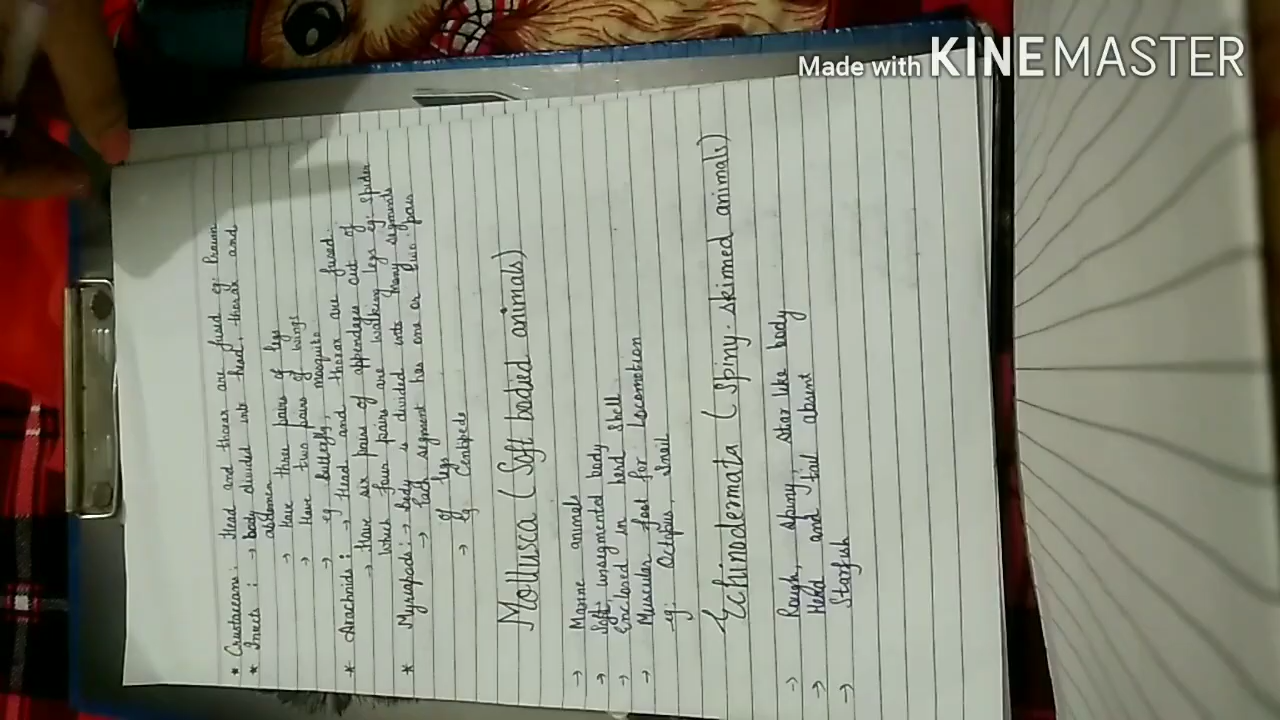 Made with KINEMASTER
* Crustaceans: Head and thorax are fused eg: Prawn
* Insects : → body divided into head, thorax and
abdomen
→ Have three pairs of legs
→ Have two pairs of wings
→ eg butterfly, mosquito
* Arachnids : → Head and thorax are fused.
→ Have six pairs of appendages out of
which four pairs are walking legs eg: Spider
* Myriapods : → body is divided into many segments
→ Each segment has one or two pairs
of legs
→ Eg Centipede
Mollusca ( Soft bodied animals)
→ Marine animals
→ Soft unsegmented body
→ Enclosed in hard shell
→ Muscular foot for Locomotion
eg: Octopus, Snail
Echinodermata ( Spiny-skinned animals)
→ Rough, spiny, star like body
→ Head and tail absent
→ Starfish